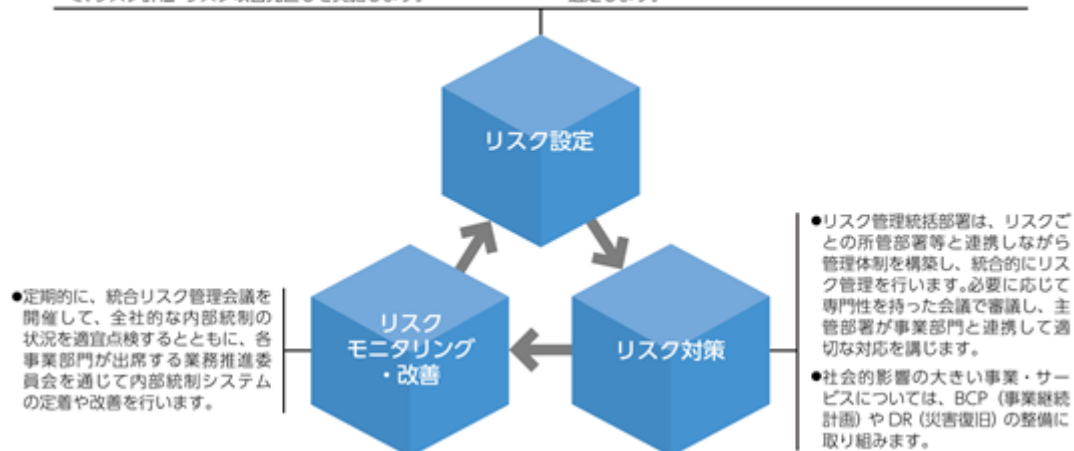 リスク設定
●リスク管理統括部署は、リスクご
との所管部署等と連携しながら
管理体制を構築し、統合的にリス
ク管理を行います。必要に応じて
専門性を持った会議で審議し、主
管部署が事業部門と連携して適
切な対応を講じます。
●社会的影響の大きい事業・サー
ビスについては、BCP（事業継続
計画）や DR（災害復旧）の整備に
取り組みます。
リスク対策
リスク
モニタリング
・改善
●定期的に、統合リスク管理会議を
開催して、全社的な内部統制の
状況を適宜点検するとともに、各
事業部門が出席する業務推進委
員会を通じて内部統制システム
の定着や改善を行います。